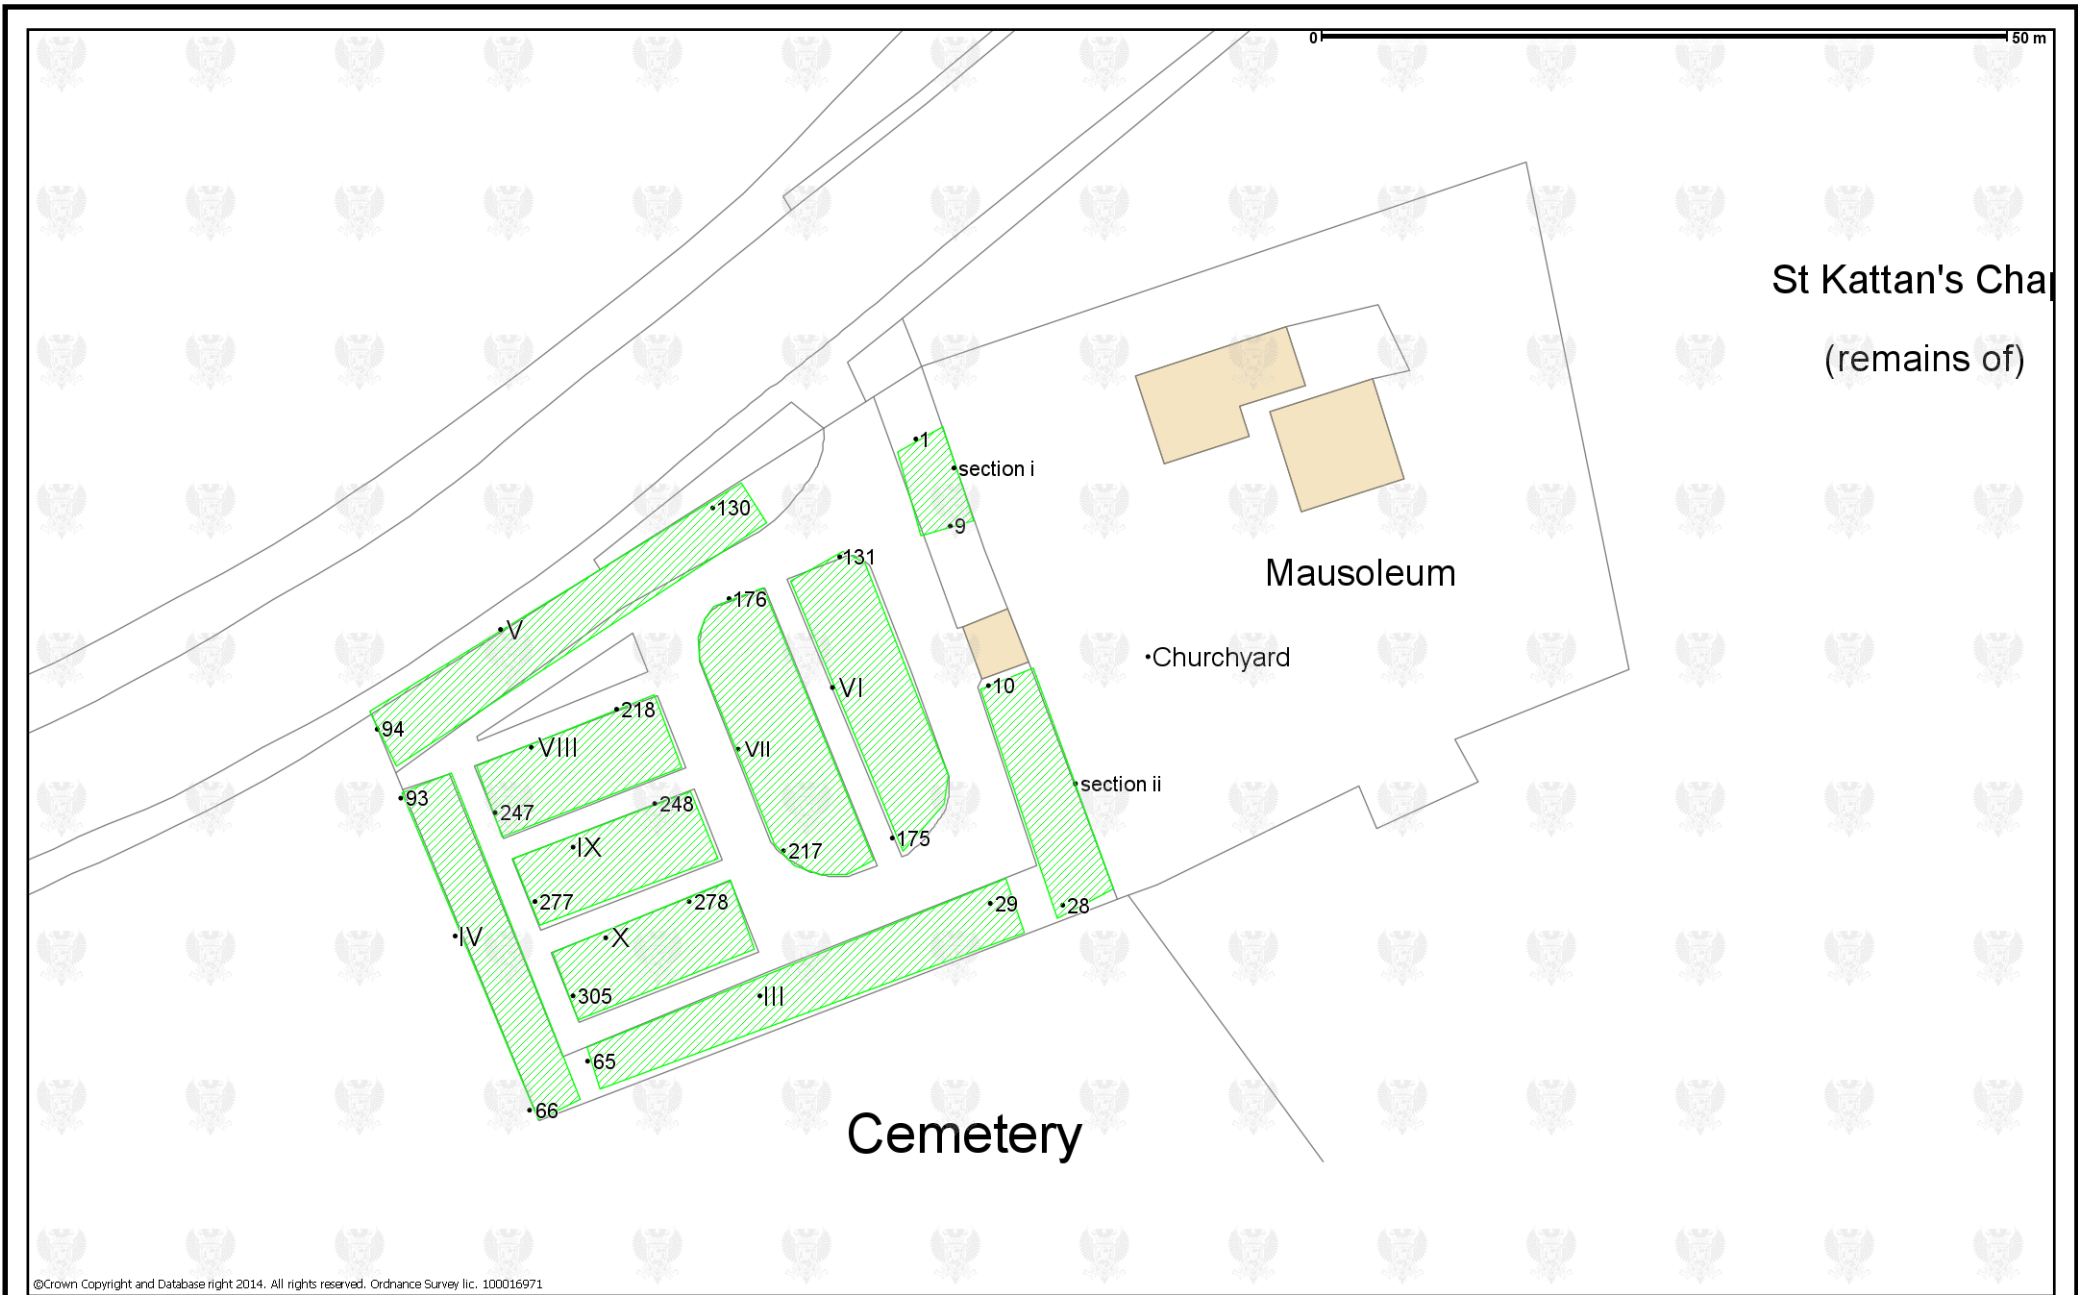 0 50 m
St Kattan's Chap
(remains of)
1
section i
130
9
131
Mausoleum
176
V
Churchyard
10
VI
218
94
VIII
VII
section ii
93
248
247
175
IX
217
277
278
29
28
IV
X
305
III
65
66
Cemetery
©Crown Copyright and Database right 2014. All rights reserved. Ordnance Survey lic. 100016971